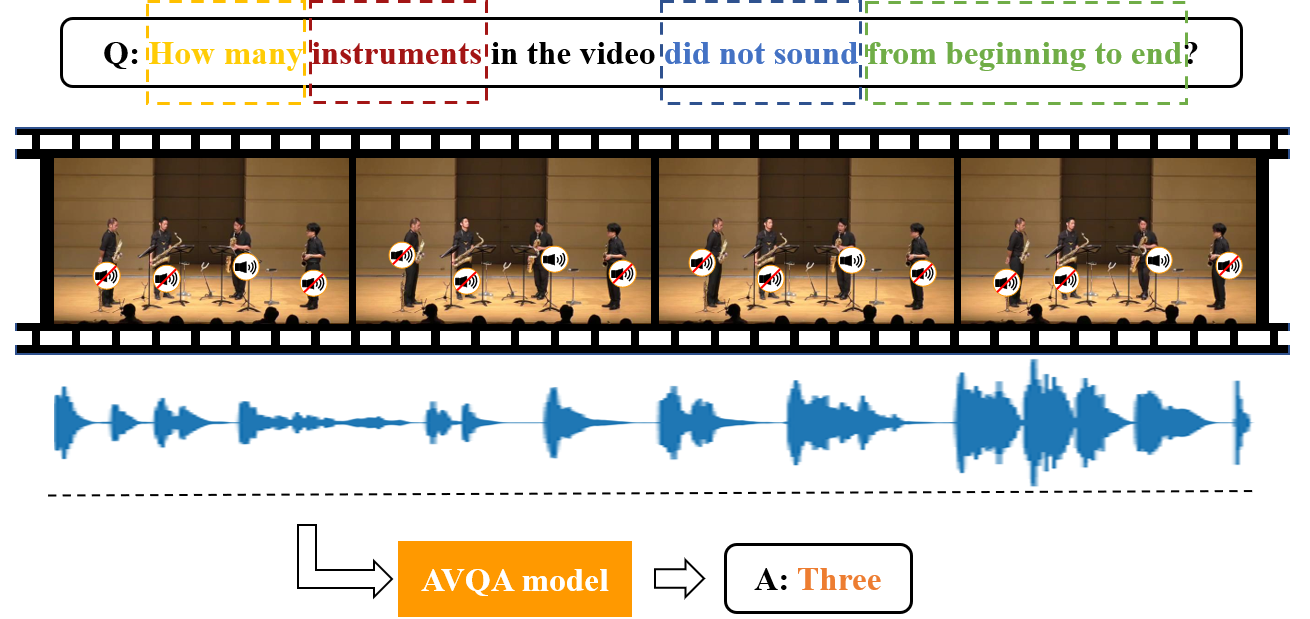 Q: How many instruments in the video did not sound from beginning to end?
AVQA model
A: Three